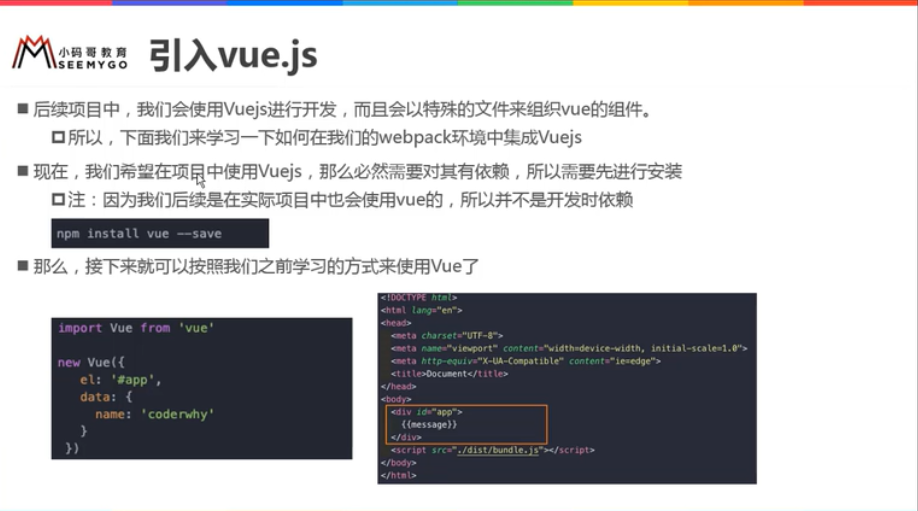 小码哥教育
SEEMYGO
引入vue.js
后续项目中，我们会使用Vuejs进行开发，而且会以特殊的文件来组织vue的组件。
所以，下面我们来学习一下如何在我们的webpack环境中集成Vuejs
现在，我们希望在项目中使用Vuejs，那么必然需要对其有依赖，所以需要先进行安装
注：因为我们后续是在实际项目中也会使用vue的，所以并不是开发时依赖
npm install vue --save
那么，接下来就可以按照我们之前学习的方式来使用Vue了
import Vue from 'vue'
new Vue({
el: '#app',
data: {
name: 'coderwhy'
}
})
<!DOCTYPE html>
<html lang="en">
<head>
<meta charset="UTF-8">
<meta name="viewport" content="width=device-width, initial-scale=1.0">
<meta http-equiv="X-UA-Compatible" content="ie=edge">
<title>Document</title>
</head>
<body>
<div id="app">
{{message}}
</div>
<script src="./dist/bundle.js"></script>
</body>
</html>